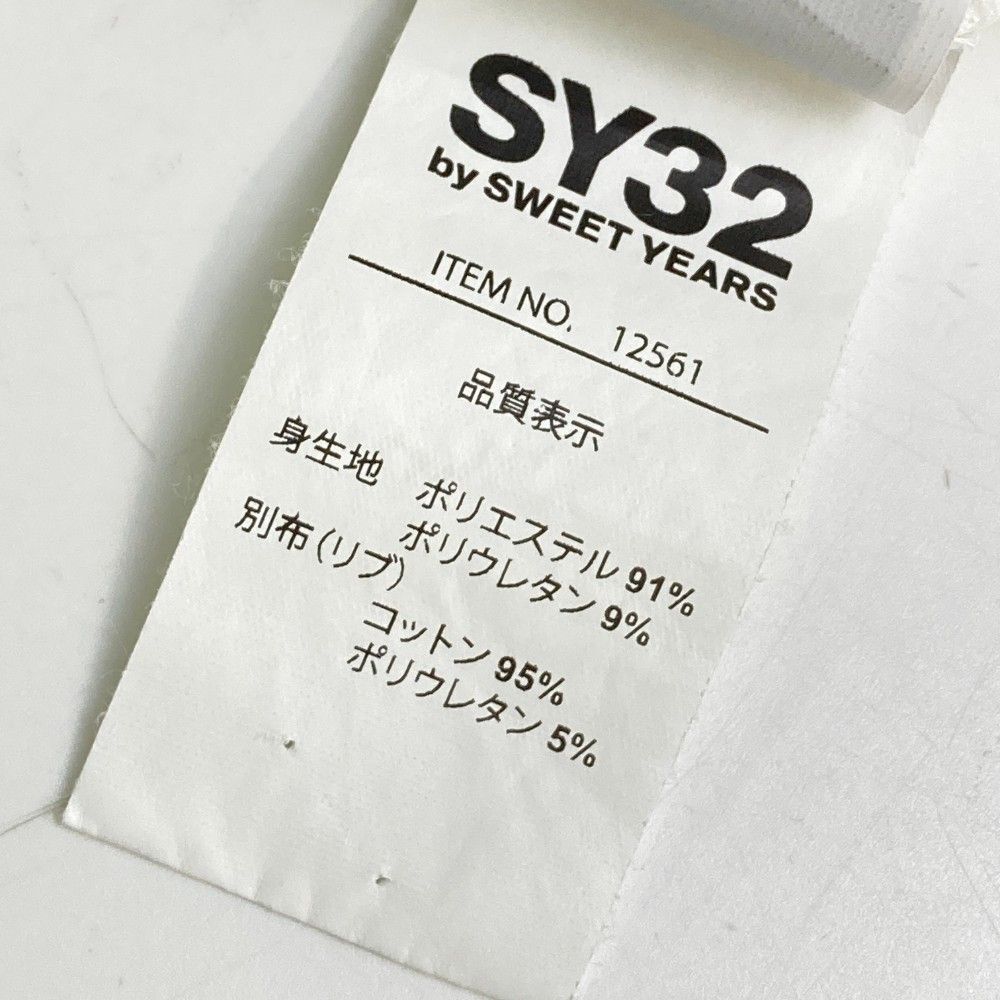 SY32
by SWEET YEARS
ITEM NO. 12561
品質表示
身生地 ポリエステル 91%
ポリウレタン 9%
別布(リブ)
コットン 95%
ポリウレタン 5%